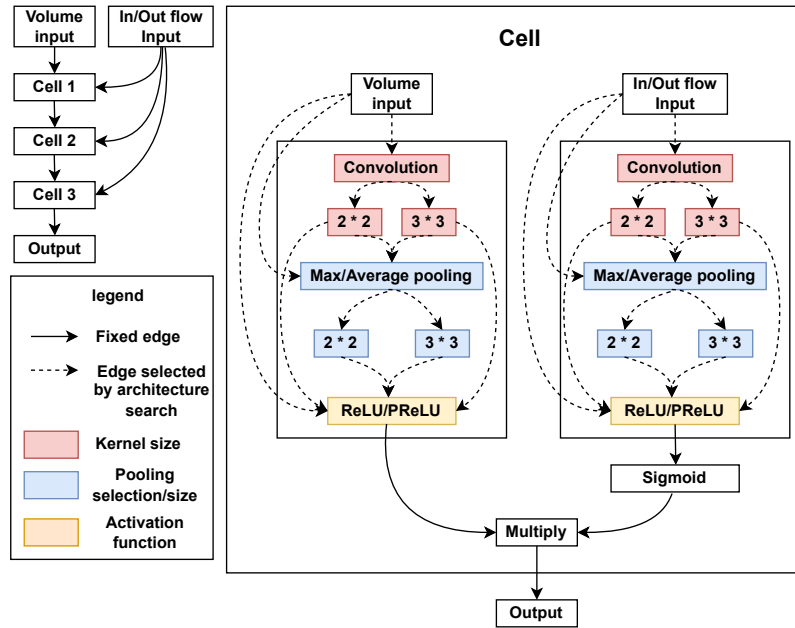 Volume
input
In/Out flow
Input
Cell 1
Cell 2
Cell 3
Output
legend
Fixed edge
Edge selected
by architecture
search
Kernel size
Pooling
selection/size
Activation
function
Cell
Volume
input
Convolution
2 * 2
3 * 3
Max/Average pooling
2 * 2
3 * 3
ReLU/PReLU
In/Out flow
Input
Convolution
2 * 2
3 * 3
Max/Average pooling
2 * 2
3 * 3
ReLU/PReLU
Sigmoid
Multiply
Output